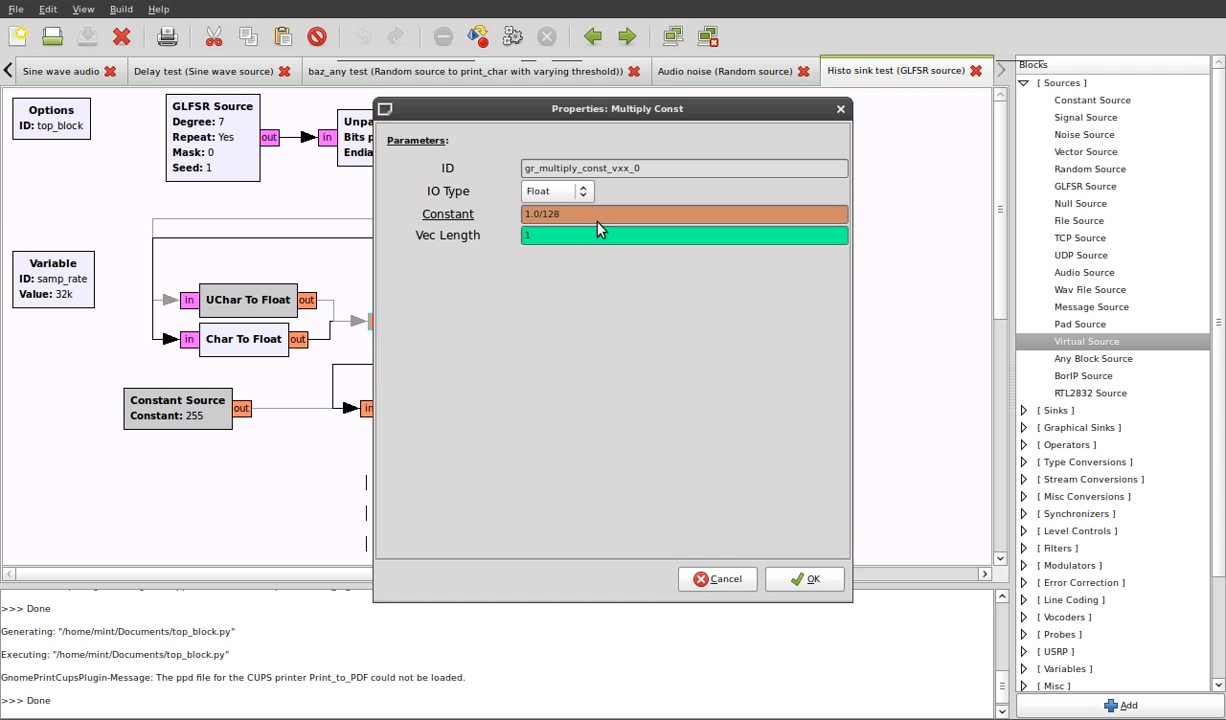 File Edit View Build Help
Sine wave audio
Delay test (Sine wave source)
baz_any test (Random source to print_char with varying threshold))
Audio noise (Random source)
Histo sink test (GLFSR source)
Options
ID: top_block
GLFSR Source
Degree: 7
Repeat: Yes
Mask: 0
Seed: 1
out
in
Variable
ID: samp_rate
Value: 32k
in
UChar To Float
out
in
Char To Float
out
Constant Source
Constant: 255
out
Properties: Multiply Const
Parameters:
ID
gr_multiply_const_vxx_0
IO Type
Float
Constant
1.0/128
Vec Length
1
Cancel
OK
Blocks
[ Sources ]
Constant Source
Signal Source
Noise Source
Vector Source
Random Source
GLFSR Source
Null Source
File Source
TCP Source
UDP Source
Audio Source
Wav File Source
Message Source
Pad Source
Virtual Source
Any Block Source
BorIP Source
RTL2832 Source
[ Sinks ]
[ Graphical Sinks ]
[ Operators ]
[ Type Conversions ]
[ Stream Conversions ]
[ Misc Conversions ]
[ Synchronizers ]
[ Level Controls ]
[ Filters ]
[ Modulators ]
[ Error Correction ]
[ Line Coding ]
[ Vocoders ]
[ Probes ]
[ USRP ]
[ Variables ]
[ Misc ]
Add
>>> Done
Generating: "/home/mint/Documents/top_block.py"
Executing: "/home/mint/Documents/top_block.py"
GnomePrintCupsPlugin-Message: The ppd file for the CUPS printer Print_to_PDF could not be loaded.
>>> Done